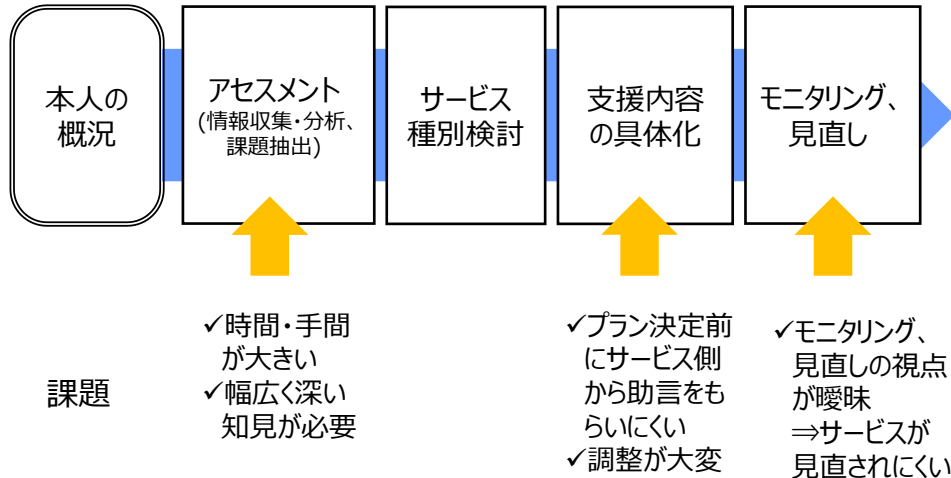 本人の
概況
アセスメント
(情報収集・分析、
課題抽出)
サービス
種別検討
支援内容
の具体化
モニタリング、
見直し
課題
✓時間・手間
が大きい
✓幅広く深い
知見が必要
✓プラン決定前
にサービス側
から助言をも
らいにくい
✓調整が大変
✓モニタリング、
見直しの視点
が曖昧
⇒サービスが
見直されにくい